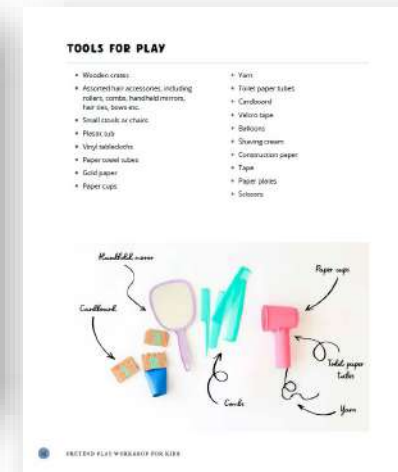 TOOLS FOR PLAY
• Wooden crates
• Assorted hair accessories, including
rollers, combs, handheld mirrors,
hair ties, bows etc.
• Small stools or chairs
• Plastic tub
• Vinyl tablecloths
• Paper towel tubes
• Gold paper
• Paper cups
• Yarn
• Toilet paper tubes
• Cardboard
• Velcro tape
• Balloons
• Shaving cream
• Construction paper
• Tape
• Paper plates
• Scissors
Handheld mirror
Cardboard
Combs
Paper cups
Toilet paper
tubes
Yarn
PRETEND PLAY WORKSHOP FOR KIDS